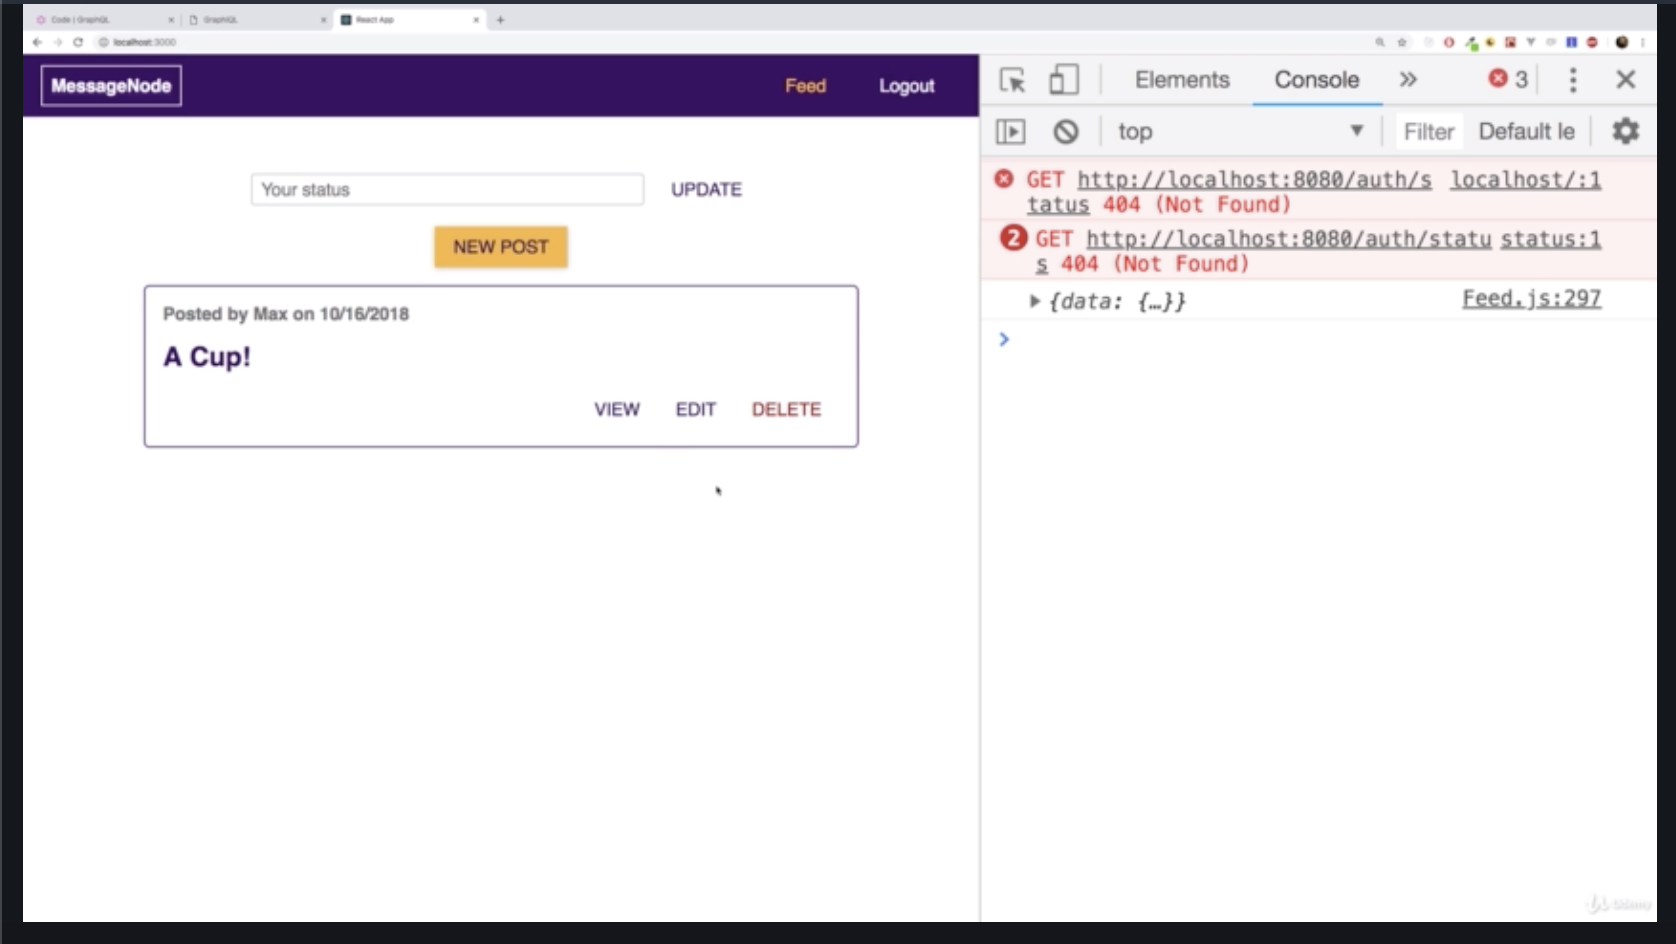 Code | GraphQL
GraphiQL
React App
localhost:3000
MessageNode
Feed
Logout
Your status
UPDATE
NEW POST
Posted by Max on 10/16/2018
A Cup!
VIEW
EDIT
DELETE
Elements
Console
3
top
Filter
Default le
GET http://localhost:8080/auth/s localhost/:1
tatus 404 (Not Found)
2 GET http://localhost:8080/auth/statu status:1
s 404 (Not Found)
{data: {…}} Feed.js:297
Udemy